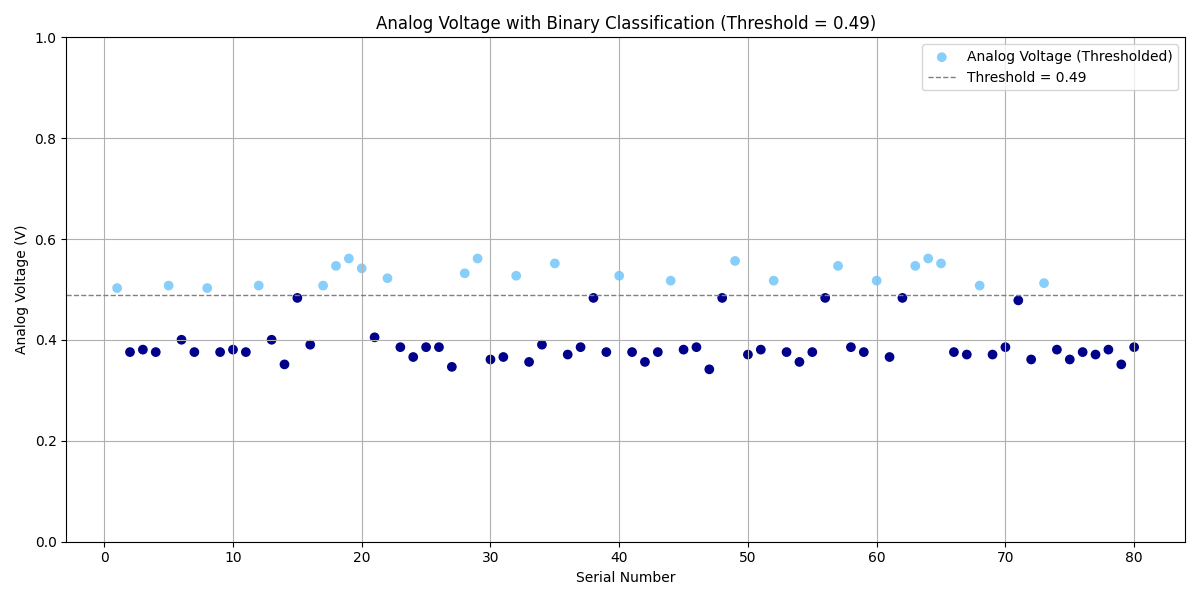 Analog Voltage with Binary Classification (Threshold = 0.49)
1.0
Analog Voltage (Thresholded)
Threshold = 0.49
0.8
0.6
Analog Voltage (V)
0.4
0.2
0.0
0 10 20 30 40 50 60 70 80
Serial Number